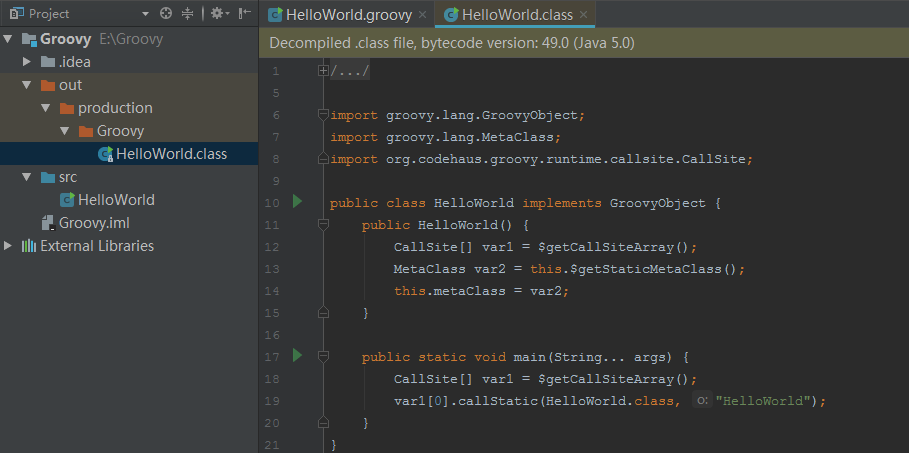 Project
Groovy E:\Groovy
.idea
out
production
Groovy
HelloWorld.class
src
HelloWorld
Groovy.iml
External Libraries
HelloWorld.groovy × HelloWorld.class ×
Decompiled .class file, bytecode version: 49.0 (Java 5.0)
1 /.../
5
6 import groovy.lang.GroovyObject;
7 import groovy.lang.MetaClass;
8 import org.codehaus.groovy.runtime.callsite.CallSite;
9
10 public class HelloWorld implements GroovyObject {
11     public HelloWorld() {
12         CallSite[] var1 = $getCallSiteArray();
13         MetaClass var2 = this.$getStaticMetaClass();
14         this.metaClass = var2;
15     }
16
17     public static void main(String... args) {
18         CallSite[] var1 = $getCallSiteArray();
19         var1[0].callStatic(HelloWorld.class, o: "HelloWorld");
20     }
21 }